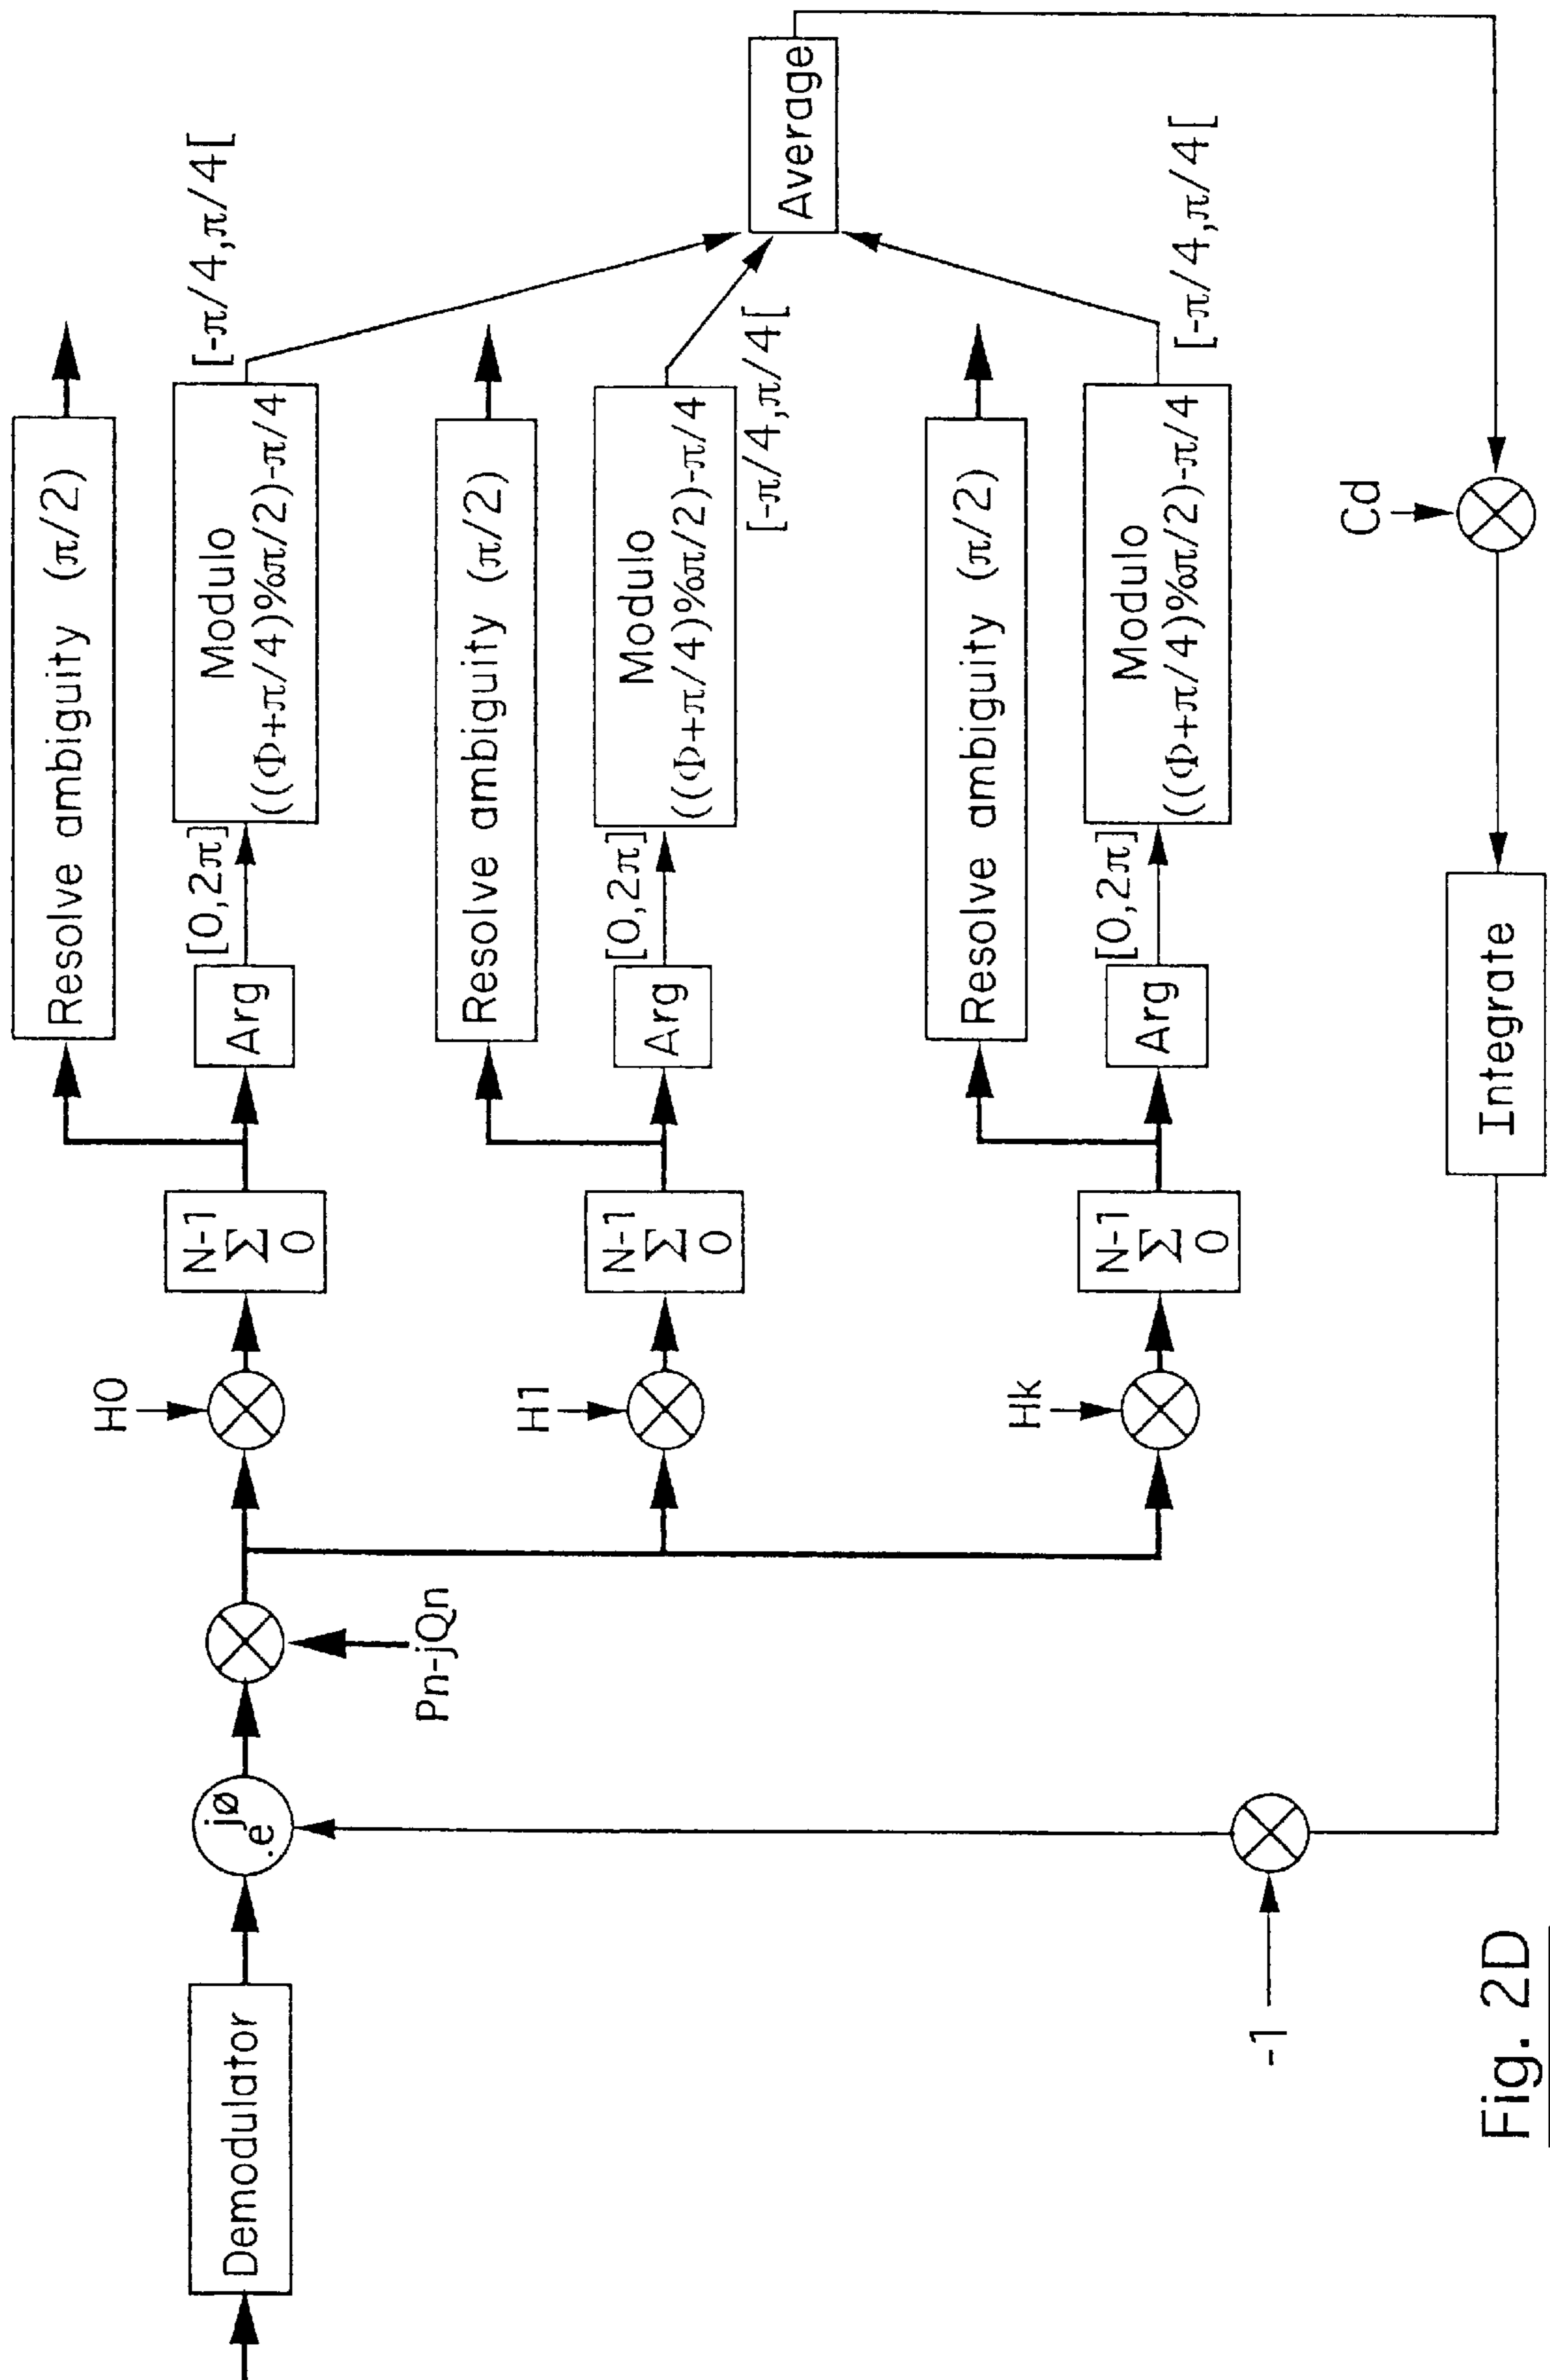 Demodulator
.e jø
Pn-jQn
H0
N-1
Σ
0
Resolve ambiguity (π/2)
Arg
[0,2π]
Modulo
((Φ+π/4)%π/2)-π/4
[-π/4,π/4[
H1
N-1
Σ
0
Resolve ambiguity (π/2)
Arg
[0,2π]
Modulo
((Φ+π/4)%π/2)-π/4
[-π/4,π/4[
Hk
N-1
Σ
0
Resolve ambiguity (π/2)
Arg
[0,2π]
Modulo
((Φ+π/4)%π/2)-π/4
[-π/4,π/4[
Average
Cd
Integrate
-1
Fig. 2D